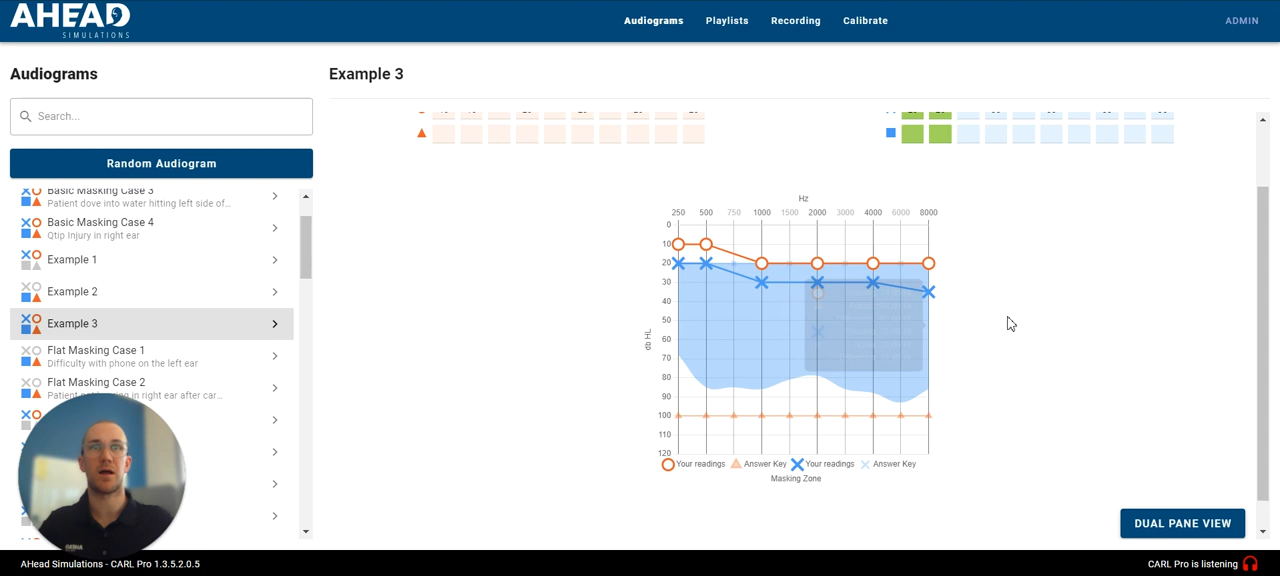 AHEAD
SIMULATIONS
Audiograms
Playlists
Recording
Calibrate
ADMIN
Audiograms
Search...
Random Audiogram
Basic Masking Case 3
Patient dove into water hitting left side of...
Basic Masking Case 4
Qtip Injury in right ear
Example 1
Example 2
Example 3
Flat Masking Case 1
Difficulty with phone on the left ear
Flat Masking Case 2
in right ear after car...
Example 3
Hz
250 500 750 1000 1500 2000 3000 4000 6000 8000
0
10
20
30
40
50
60
70
80
90
100
110
120
db HL
Your readings Answer Key Your readings Answer Key
Masking Zone
DUAL PANE VIEW
AHead Simulations - CARL Pro 1.3.5.2.0.5
CARL Pro is listening